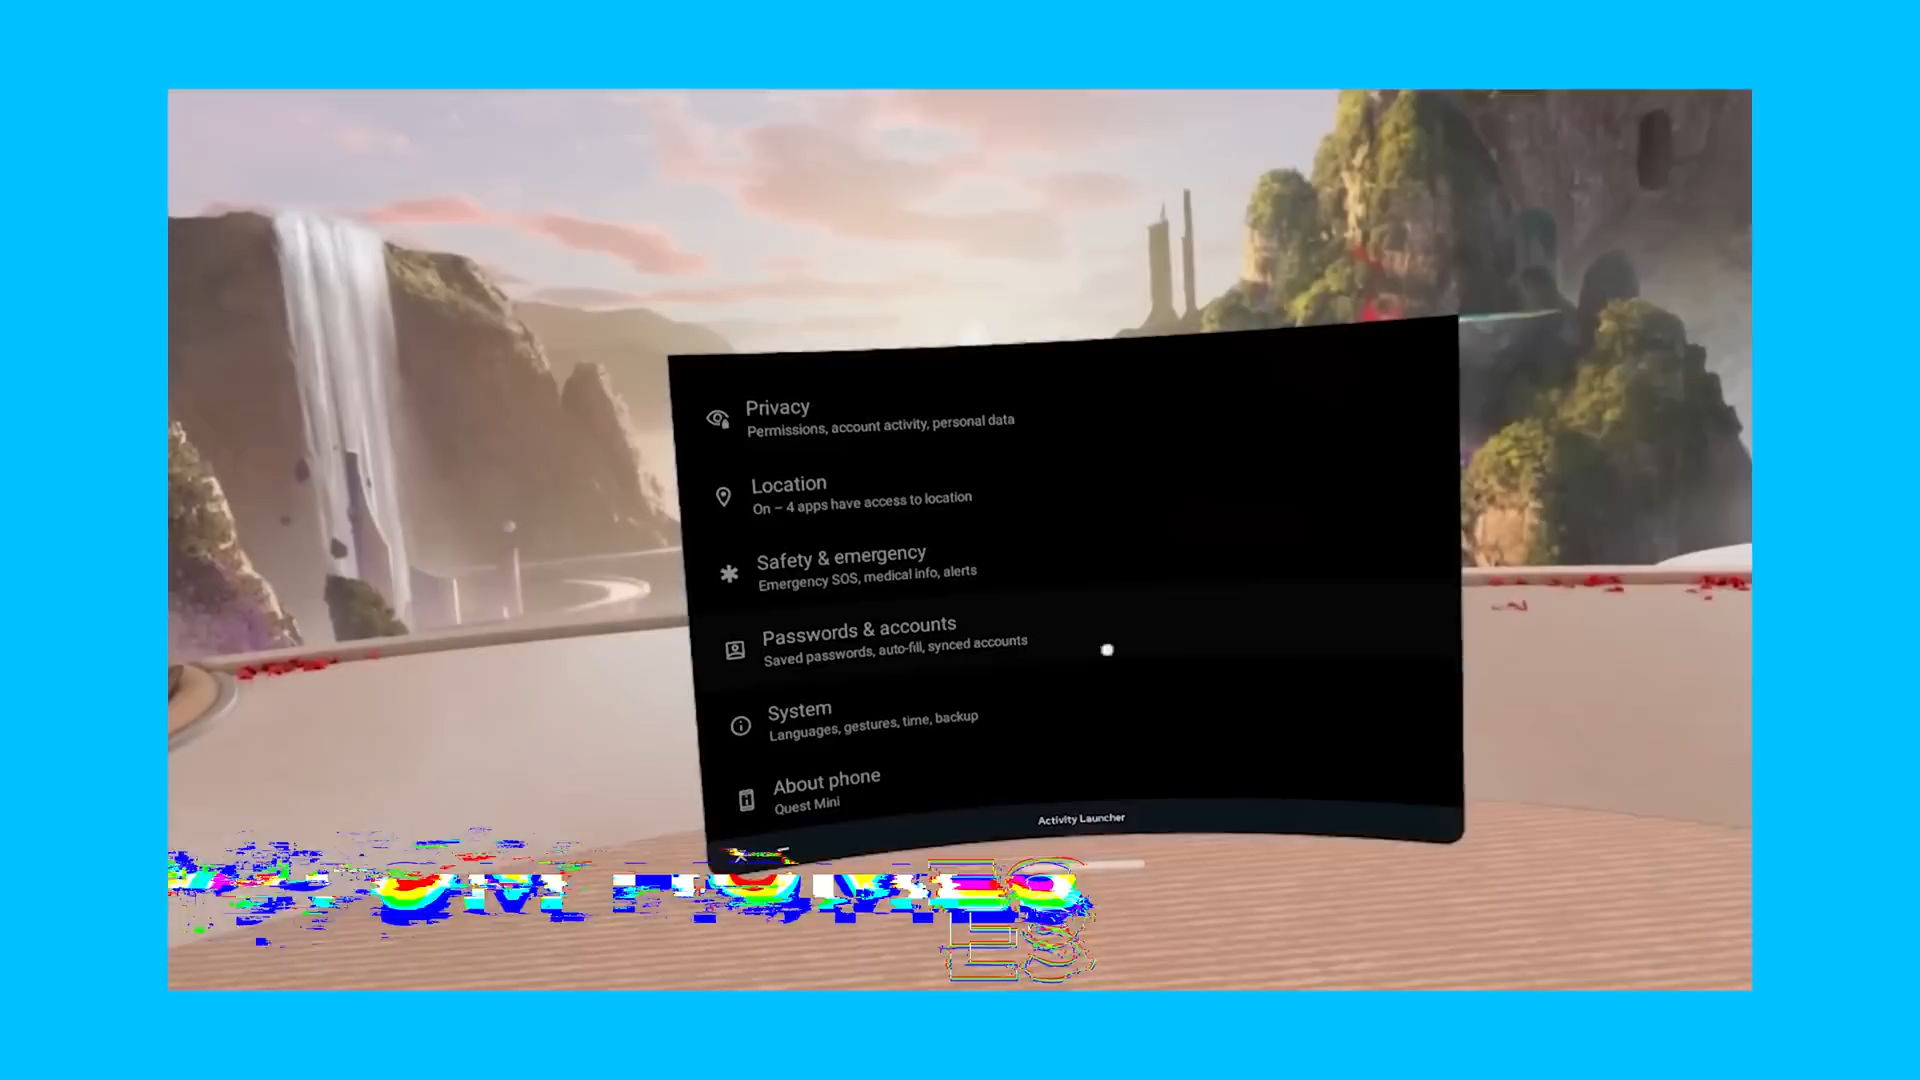 Privacy
Permissions, account activity, personal data
Location
On – 4 apps have access to location
Safety & emergency
Emergency SOS, medical info, alerts
Passwords & accounts
Saved passwords, auto-fill, synced accounts
System
Languages, gestures, time, backup
About phone
Quest Mini
Activity Launcher